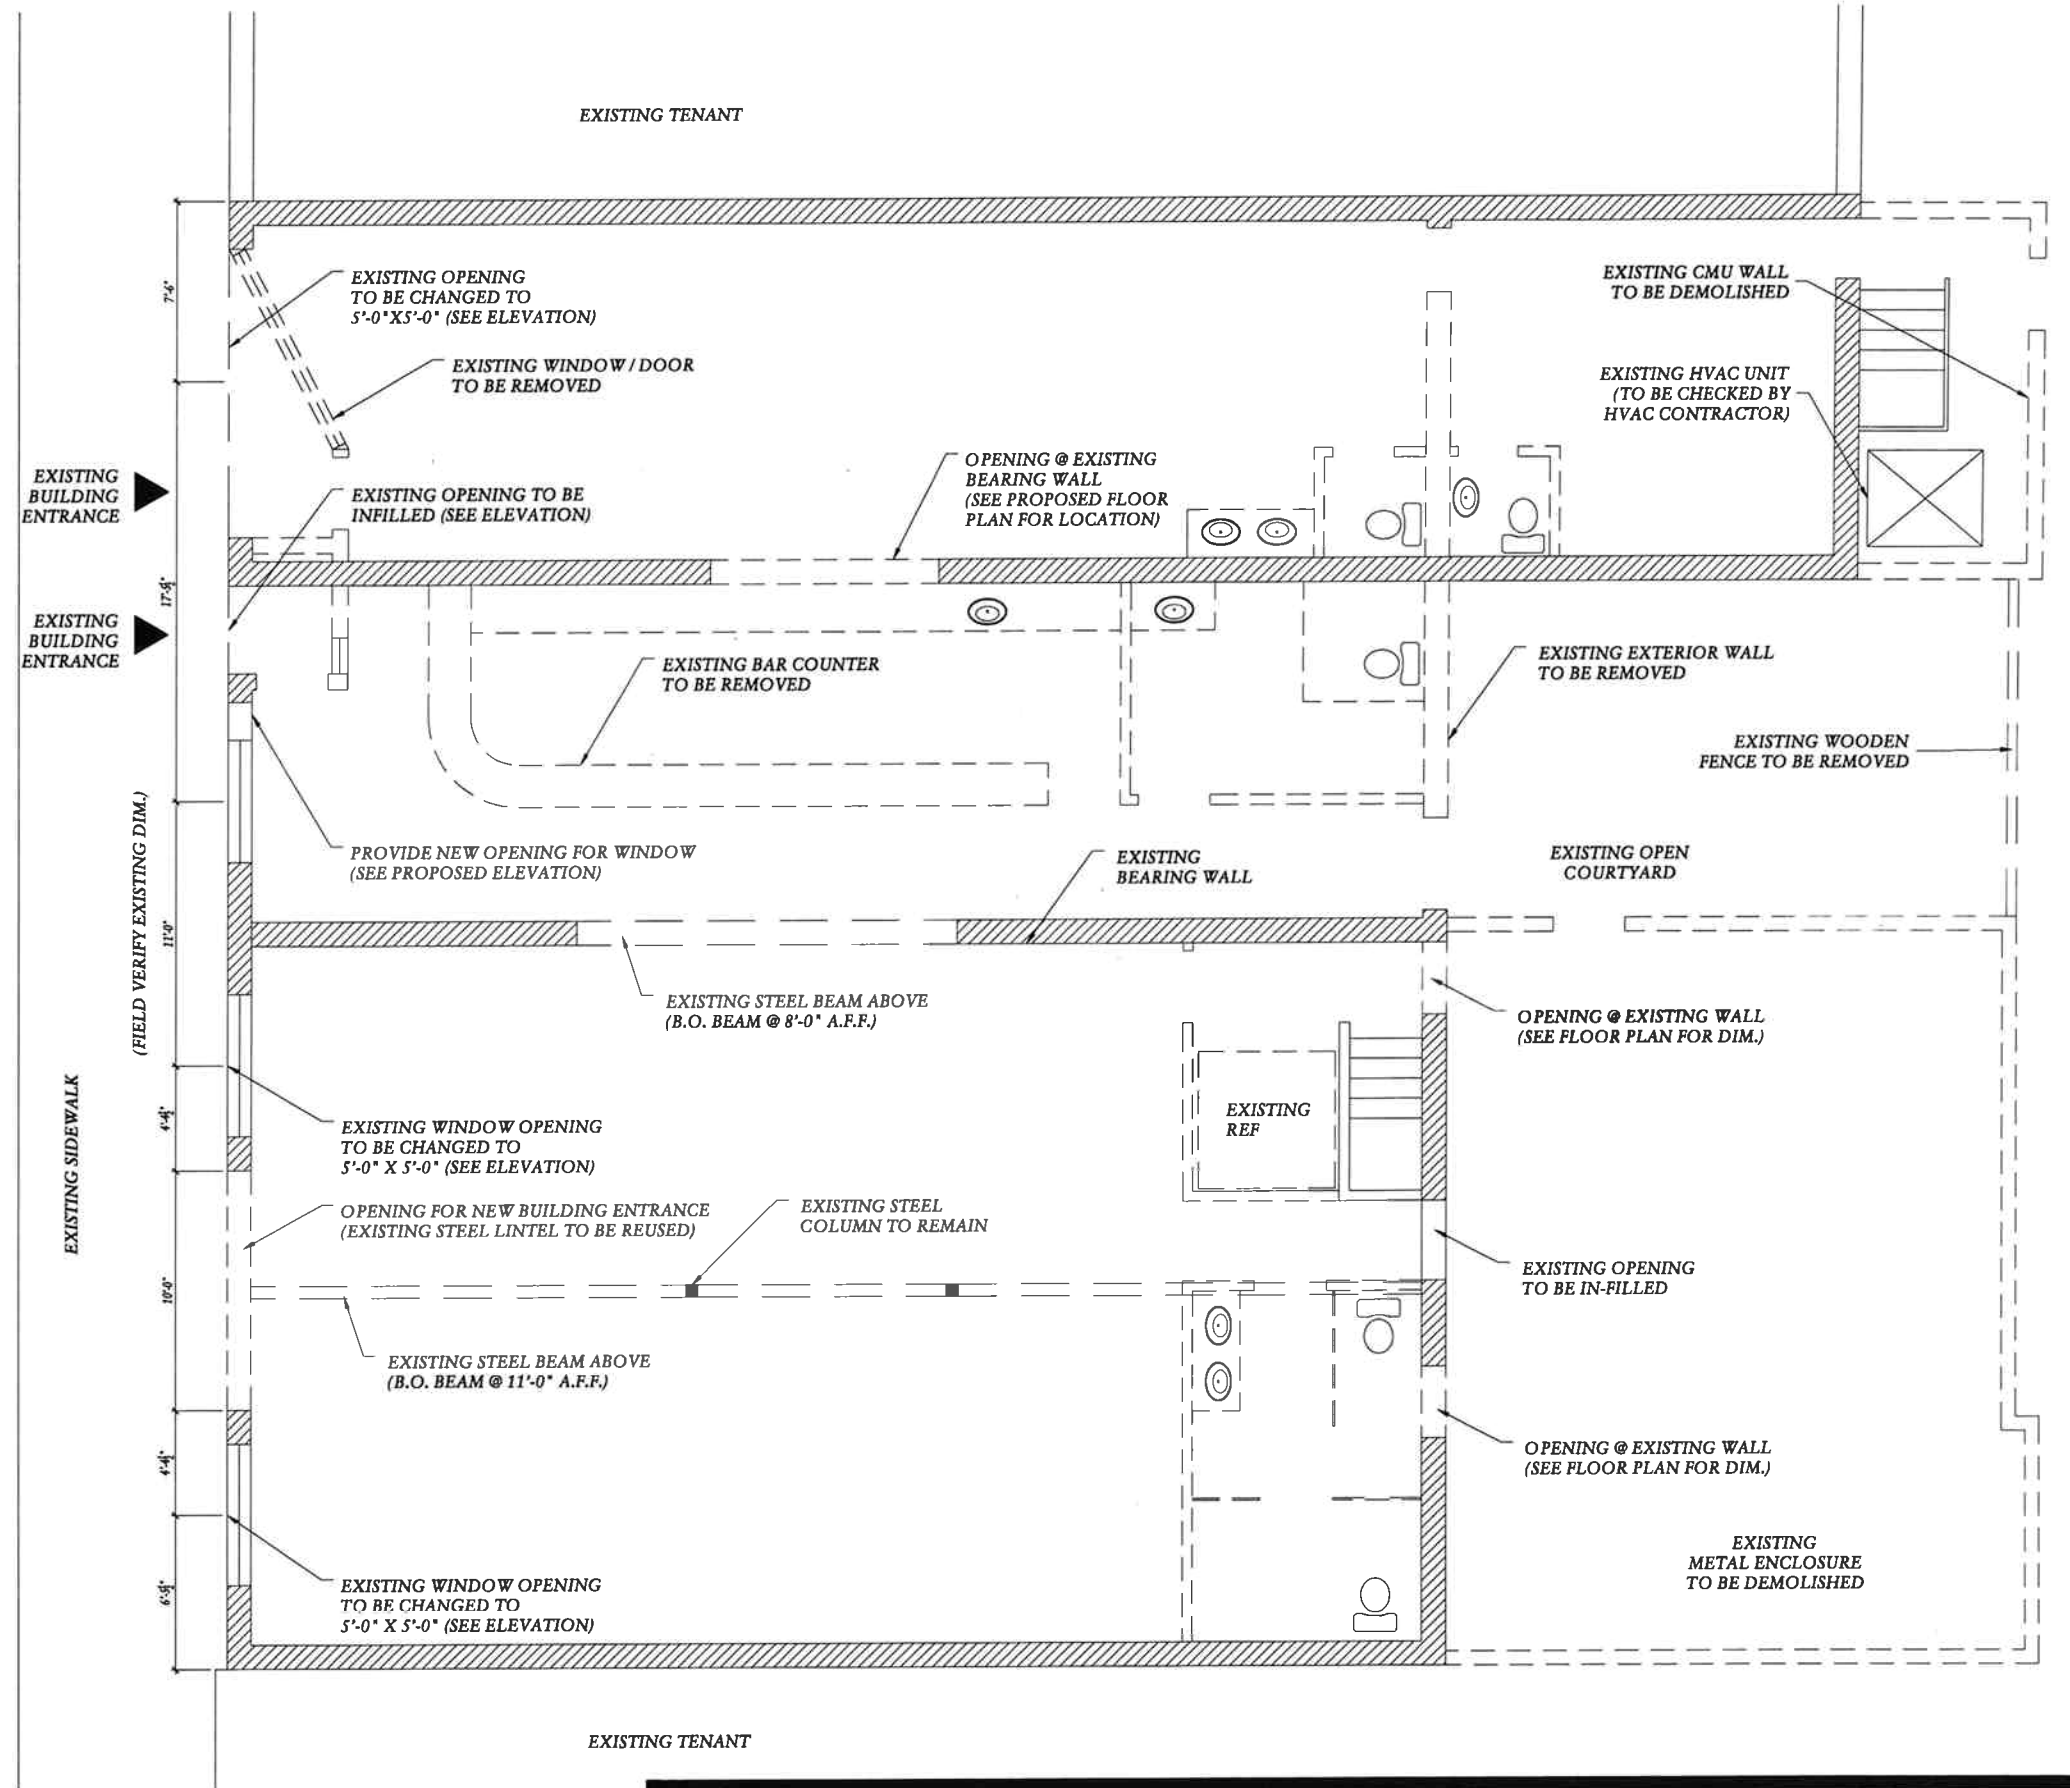 EXISTING TENANT
EXISTING OPENING
TO BE CHANGED TO
5'-0"X5'-0" (SEE ELEVATION)
EXISTING WINDOW / DOOR
TO BE REMOVED
EXISTING CMU WALL
TO BE DEMOLISHED
EXISTING HVAC UNIT
(TO BE CHECKED BY
HVAC CONTRACTOR)
7'-6"
EXISTING
BUILDING
ENTRANCE
EXISTING OPENING TO BE
INFILLED (SEE ELEVATION)
OPENING @ EXISTING
BEARING WALL
(SEE PROPOSED FLOOR
PLAN FOR LOCATION)
EXISTING
BUILDING
ENTRANCE
EXISTING BAR COUNTER
TO BE REMOVED
EXISTING EXTERIOR WALL
TO BE REMOVED
EXISTING WOODEN
FENCE TO BE REMOVED
(FIELD VERIFY EXISTING DIM.)
PROVIDE NEW OPENING FOR WINDOW
(SEE PROPOSED ELEVATION)
EXISTING
BEARING WALL
EXISTING OPEN
COURTYARD
11'-0"
EXISTING STEEL BEAM ABOVE
(B.O. BEAM @ 8'-0" A.F.F.)
OPENING @ EXISTING WALL
(SEE FLOOR PLAN FOR DIM.)
EXISTING SIDEWALK
EXISTING
REF
EXISTING WINDOW OPENING
TO BE CHANGED TO
5'-0" X 5'-0" (SEE ELEVATION)
OPENING FOR NEW BUILDING ENTRANCE
(EXISTING STEEL LINTEL TO BE REUSED)
EXISTING STEEL
COLUMN TO REMAIN
EXISTING OPENING
TO BE IN-FILLED
10'-0"
EXISTING STEEL BEAM ABOVE
(B.O. BEAM @ 11'-0" A.F.F.)
OPENING @ EXISTING WALL
(SEE FLOOR PLAN FOR DIM.)
EXISTING
METAL ENCLOSURE
TO BE DEMOLISHED
EXISTING WINDOW OPENING
TO BE CHANGED TO
5'-0" X 5'-0" (SEE ELEVATION)
EXISTING TENANT